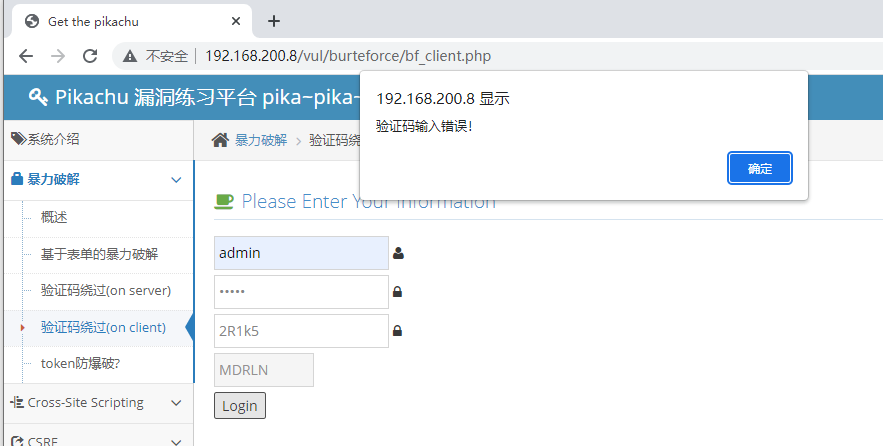 Get the pikachu
不安全 | 192.168.200.8/vul/burteforce/bf_client.php
Pikachu 漏洞练习平台 pika~pika~
192.168.200.8 显示
验证码输入错误!
确定
系统介绍
暴力破解
概述
基于表单的暴力破解
验证码绕过(on server)
验证码绕过(on client)
token防爆破?
Cross-Site Scripting
CSRF
暴力破解 › 验证码绕
Please Enter Your Information
admin
•••••
2R1k5
MDRLN
Login